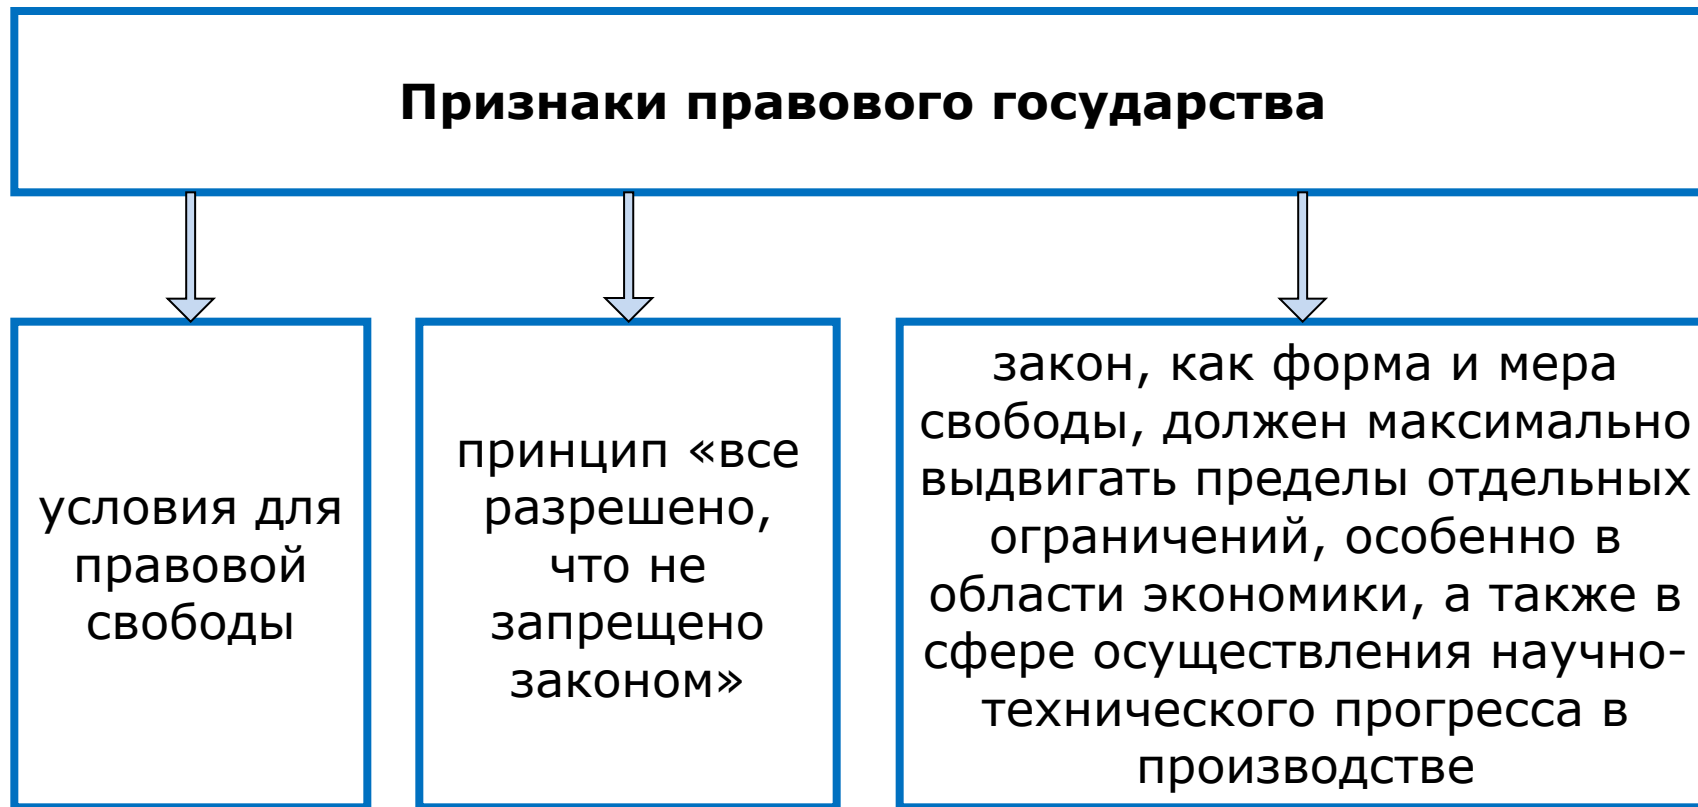 Признаки правового государства
условия для
правовой
свободы
принцип «все
разрешено,
что не
запрещено
законом»
закон, как форма и мера
свободы, должен максимально
выдвигать пределы отдельных
ограничений, особенно в
области экономики, а также в
сфере осуществления научно-
технического прогресса в
производстве